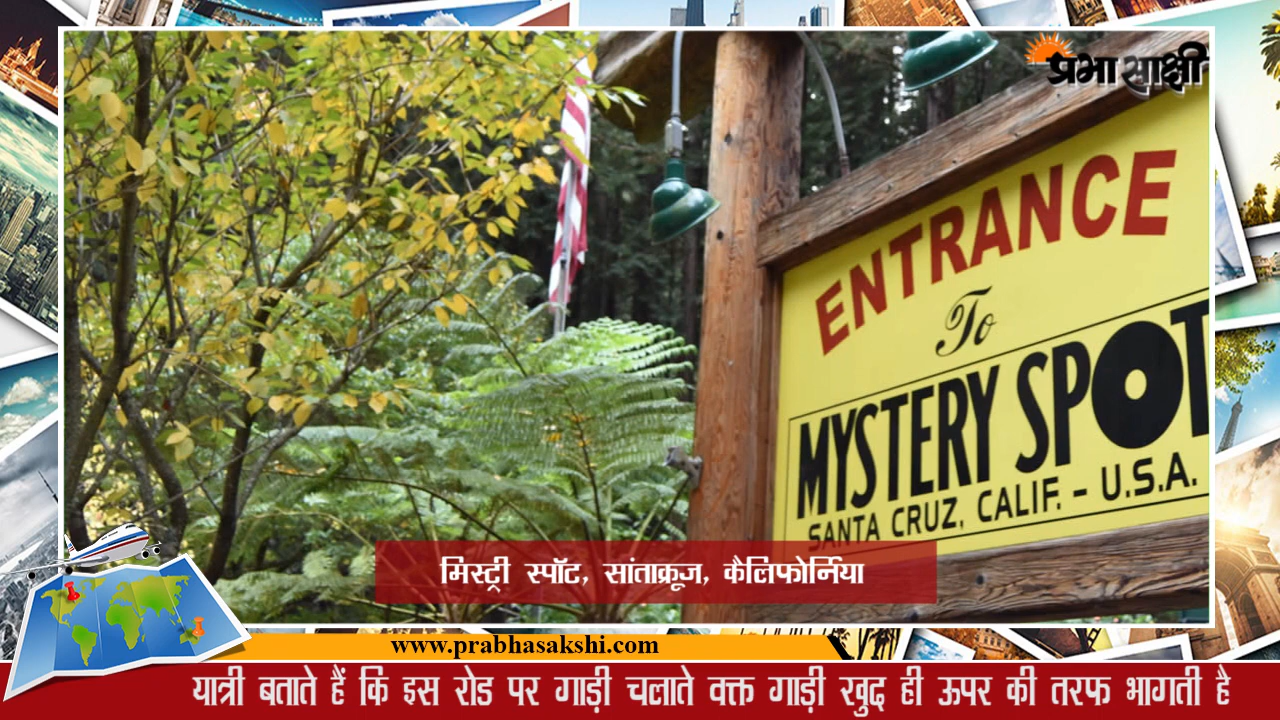 प्रभा साक्षी
ENTRANCE
To
MYSTERY SPOT
SANTA CRUZ, CALIF. - U.S.A.
मिस्ट्री स्पॉट, सांताक्रूज, कैलिफोर्निया
www.prabhasakshi.com
यात्री बताते हैं कि इस रोड पर गाड़ी चलाते वक्त गाड़ी खुद ही ऊपर की तरफ भागती है